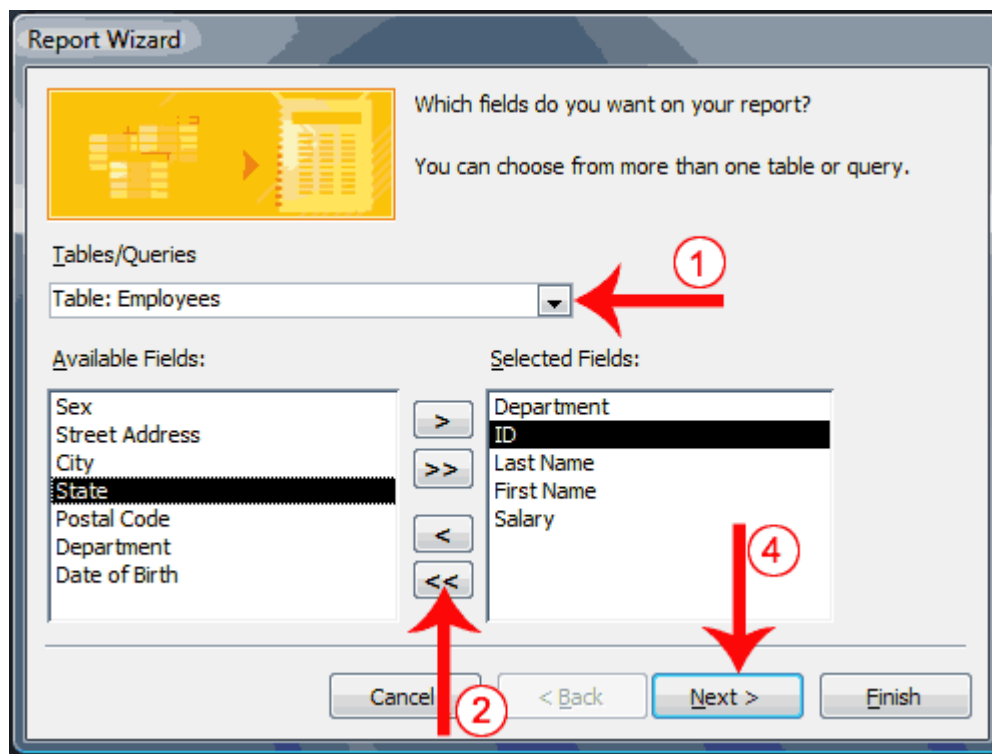 Report Wizard
Which fields do you want on your report?
You can choose from more than one table or query.
Tables/Queries
1
Table: Employees
Available Fields:
Selected Fields:
Sex
Street Address
City
State
Postal Code
Department
Date of Birth
>
>>
<
<<
Department
ID
Last Name
First Name
Salary
4
2
Cancel
< Back
Next >
Finish